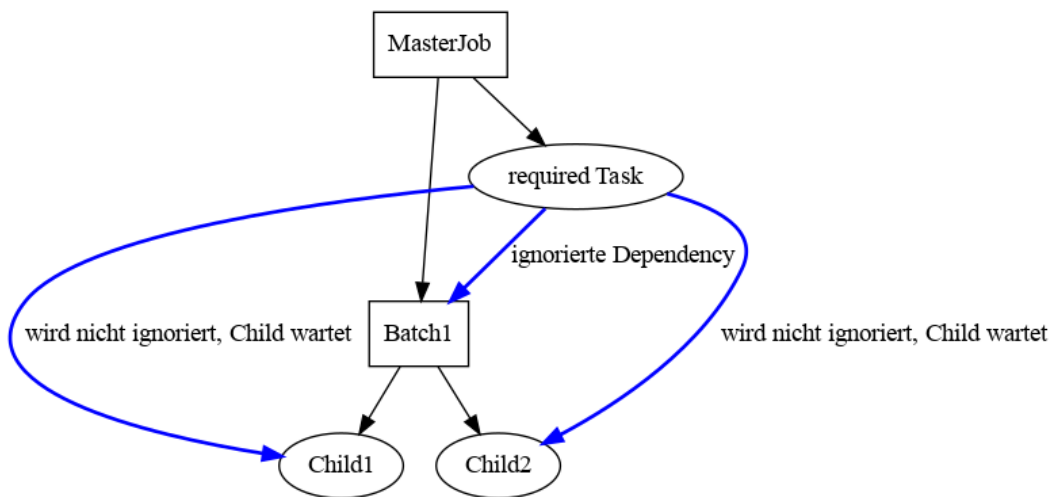 MasterJob
required Task
ignorierte Dependency
wird nicht ignoriert, Child wartet
Batch1
wird nicht ignoriert, Child wartet
Child1
Child2